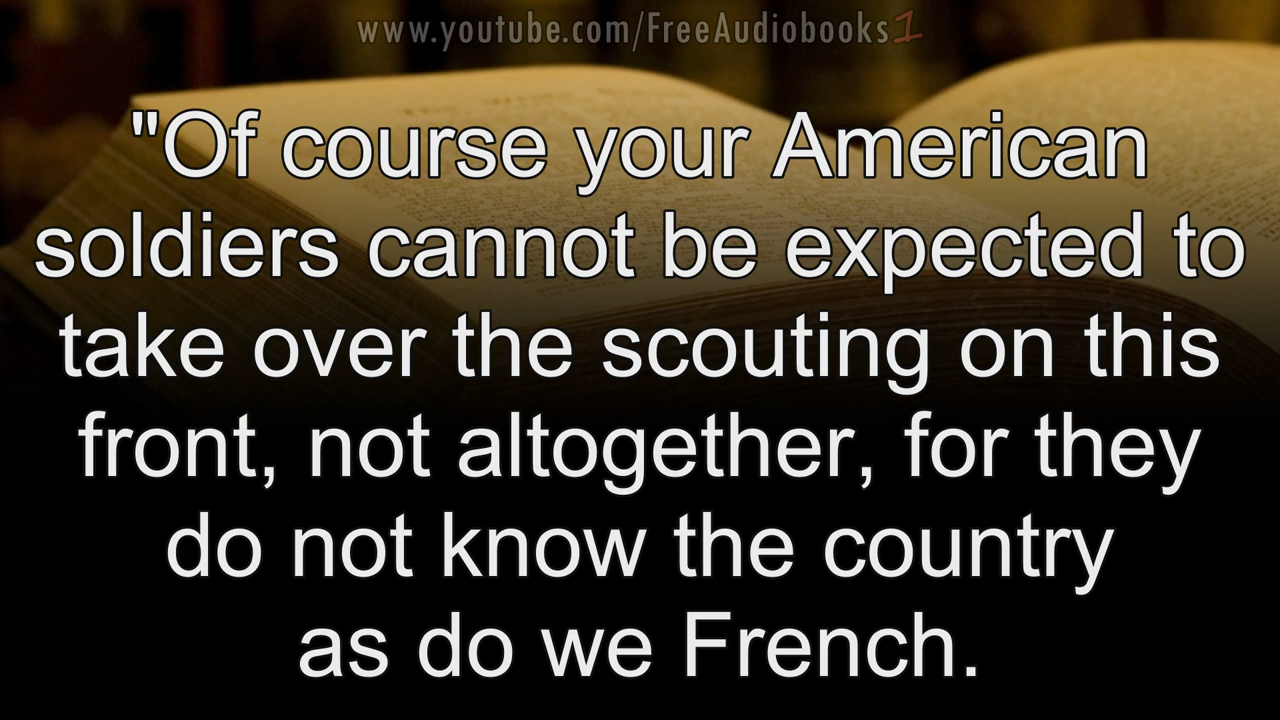 www.youtube.com/FreeAudiobooks1
"Of course your American
soldiers cannot be expected to
take over the scouting on this
front, not altogether, for they
do not know the country
as do we French.